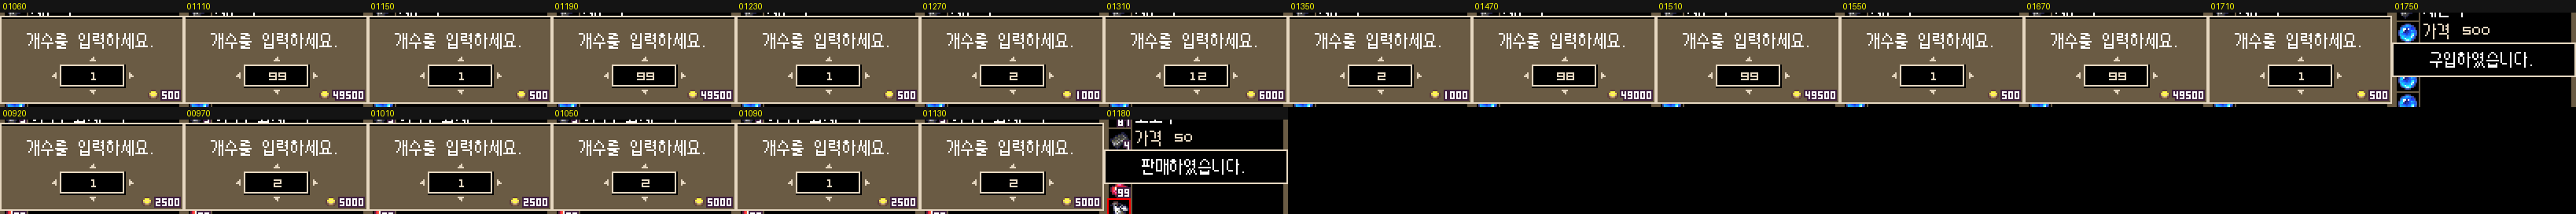 01060 01110 01150 01190 01230 01270 01310 01350 01470 01510 01550 01670 01710 01750
개수를 입력하세요. 개수를 입력하세요. 개수를 입력하세요. 개수를 입력하세요. 개수를 입력하세요. 개수를 입력하세요. 개수를 입력하세요. 개수를 입력하세요. 개수를 입력하세요. 개수를 입력하세요. 개수를 입력하세요. 개수를 입력하세요. 개수를 입력하세요. 가격 500
1 99 1 99 1 2 12 2 98 99 1 99 1 구입하였습니다.
500 49500 500 49500 500 1000 6000 1000 49000 49500 500 49500 500
00920 00970 01010 01050 01090 01130 01180
개수를 입력하세요. 개수를 입력하세요. 개수를 입력하세요. 개수를 입력하세요. 개수를 입력하세요. 개수를 입력하세요. 4 가격 50
1 2 1 2 1 2 판매하였습니다.
2500 5000 2500 5000 2500 5000 99